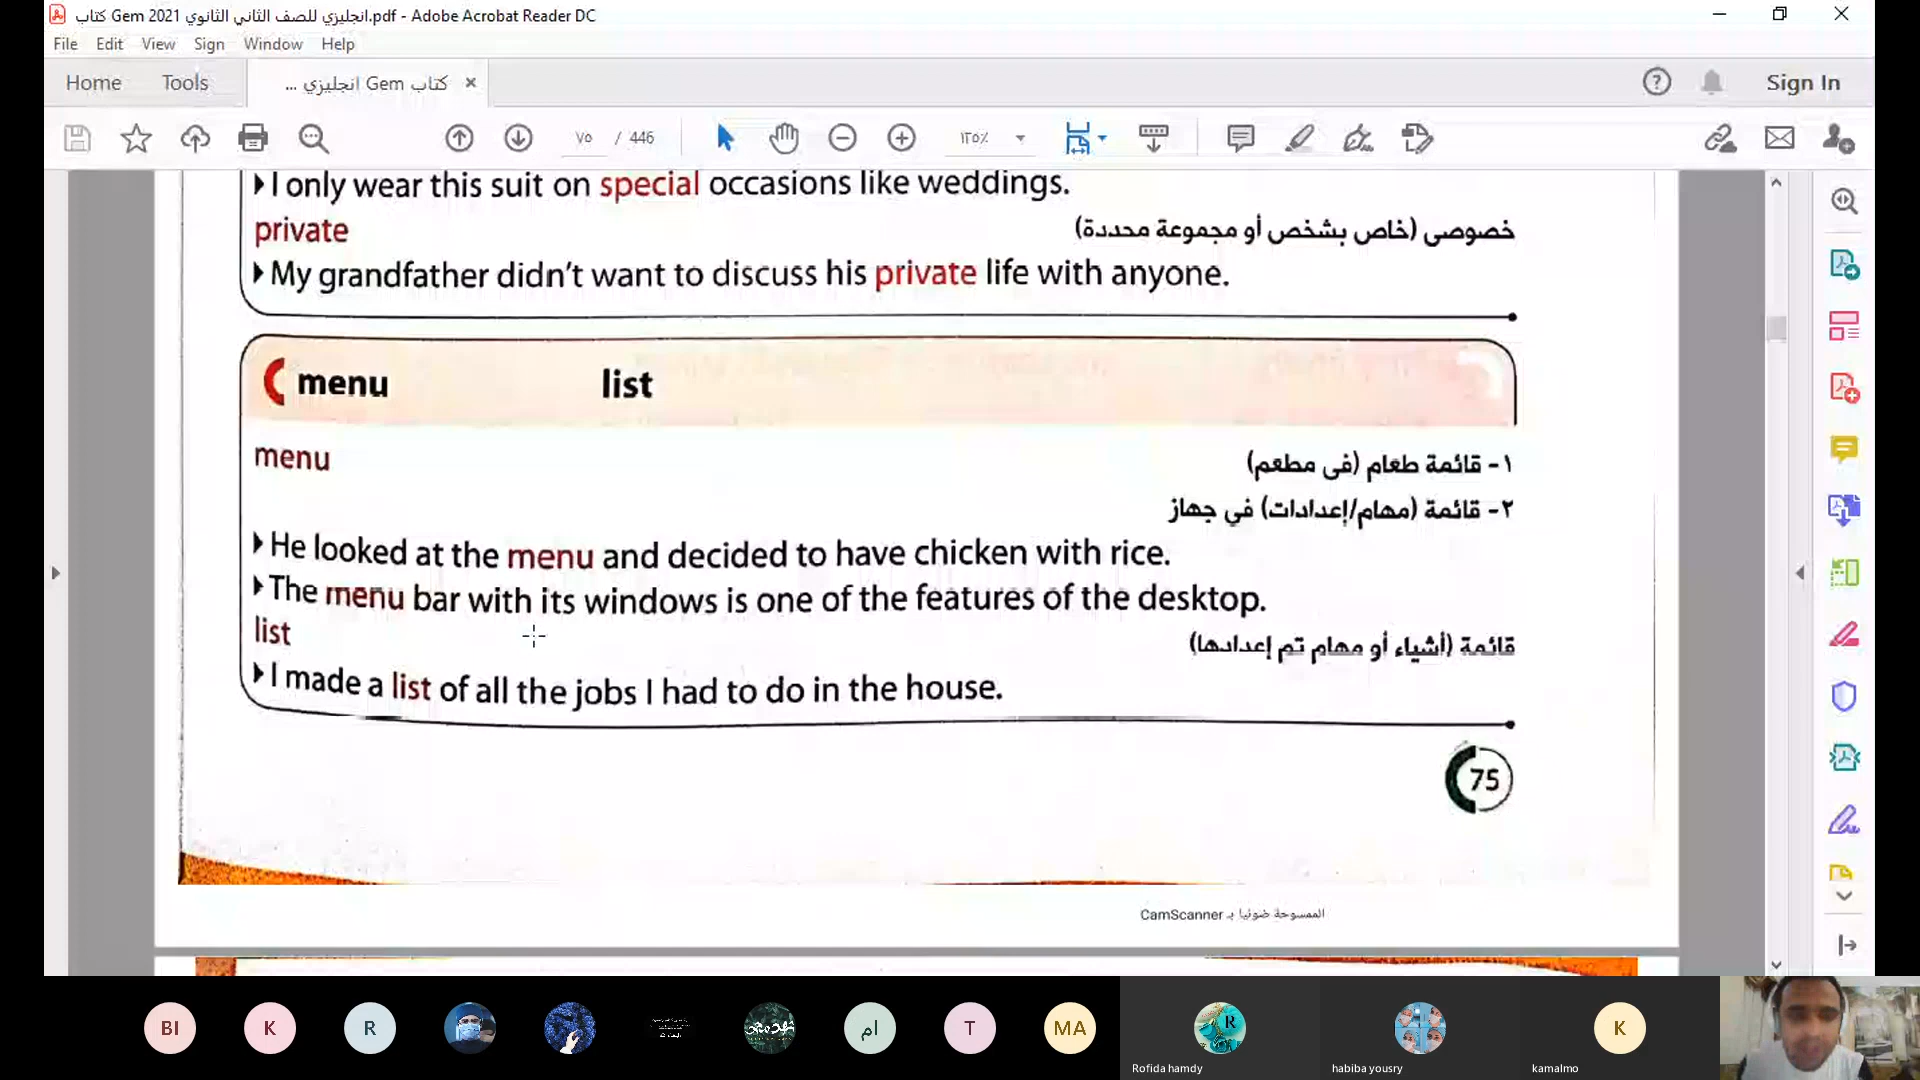 كتاب Gem انجليزي للصف الثاني الثانوي 2021.pdf - Adobe Acrobat Reader DC
File Edit View Sign Window Help
Home Tools كتاب Gem انجليزي ... Sign In
٧٥ / 446 ١٢٥٪
I only wear this suit on special occasions like weddings.
private خصوصى (خاص بشخص أو مجموعة محددة)
My grandfather didn't want to discuss his private life with anyone.
menu list
menu ١- قائمة طعام (فى مطعم)
٢- قائمة (مهام/إعدادات) في جهاز
He looked at the menu and decided to have chicken with rice.
The menu bar with its windows is one of the features of the desktop.
list قائمة (أشياء أو مهام تم إعدادها)
I made a list of all the jobs I had to do in the house.
75
الممسوحة ضوئيا بـ CamScanner
BI K R ام T MA R K
Rofida hamdy habiba yousry kamalmo